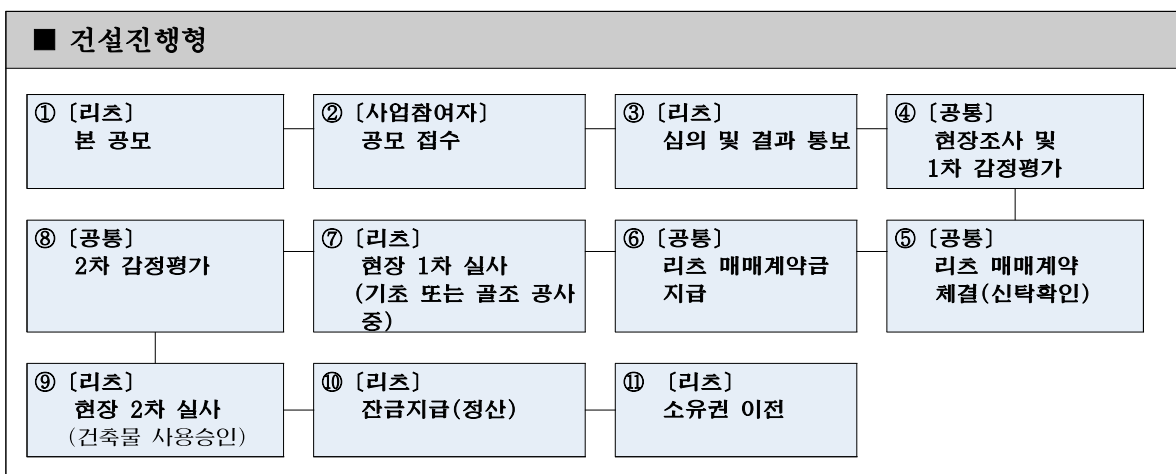 ■ 건설진행형
① 〔리츠〕
본 공모
② 〔사업참여자〕
공모 접수
③ 〔리츠〕
심의 및 결과 통보
④ 〔공통〕
현장조사 및
1차 감정평가
⑤ 〔공통〕
리츠 매매계약
체결(신탁확인)
⑥ 〔공통〕
리츠 매매계약금
지급
⑦ 〔리츠〕
현장 1차 실사
(기초 또는 골조 공사
중)
⑧ 〔공통〕
2차 감정평가
⑨ 〔리츠〕
현장 2차 실사
(건축물 사용승인)
⑩ 〔리츠〕
잔금지급(정산)
⑪ 〔리츠〕
소유권 이전